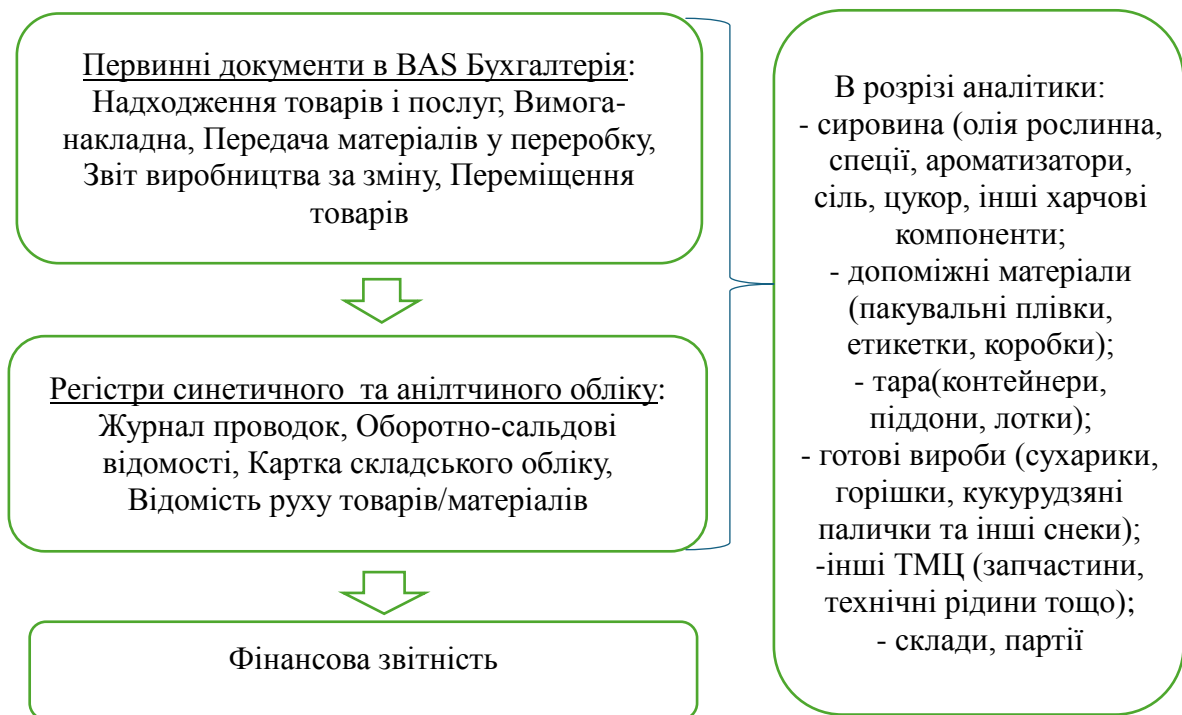 Первинні документи в BAS Бухгалтерія:
Надходження товарів і послуг, Вимога-
накладна, Передача матеріалів у переробку,
Звіт виробництва за зміну, Переміщення
товарів
Регістри синетичного та анілтчиного обліку:
Журнал проводок, Оборотно-сальдові
відомості, Картка складського обліку,
Відомість руху товарів/матеріалів
Фінансова звітність
В розрізі аналітики:
- сировина (олія рослинна,
спеції, ароматизатори,
сіль, цукор, інші харчові
компоненти;
- допоміжні матеріали
(пакувальні плівки,
етикетки, коробки);
- тара(контейнери,
піддони, лотки);
- готові вироби (сухарики,
горішки, кукурудзяні
палички та інші снеки);
-інші ТМЦ (запчастини,
технічні рідини тощо);
- склади, партії